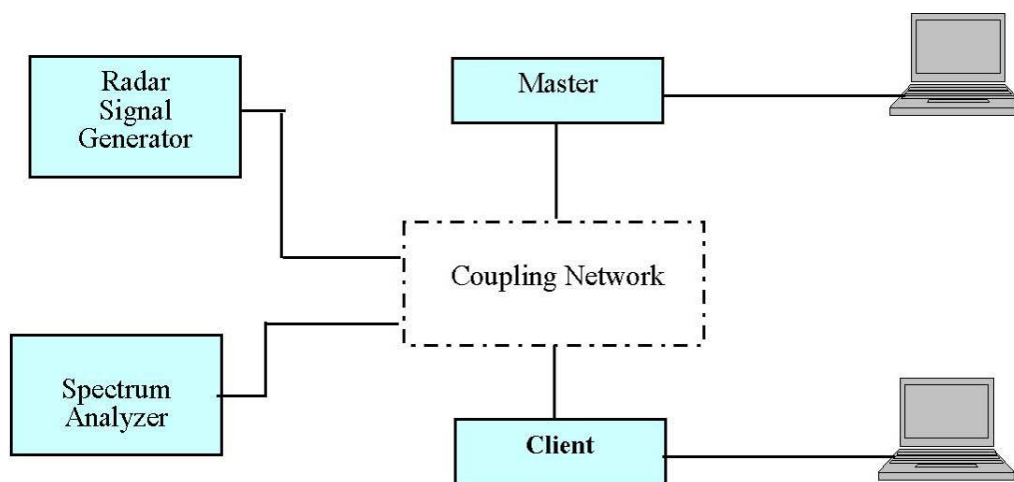 Radar
Signal
Generator
Master
Coupling Network
Spectrum
Analyzer
Client